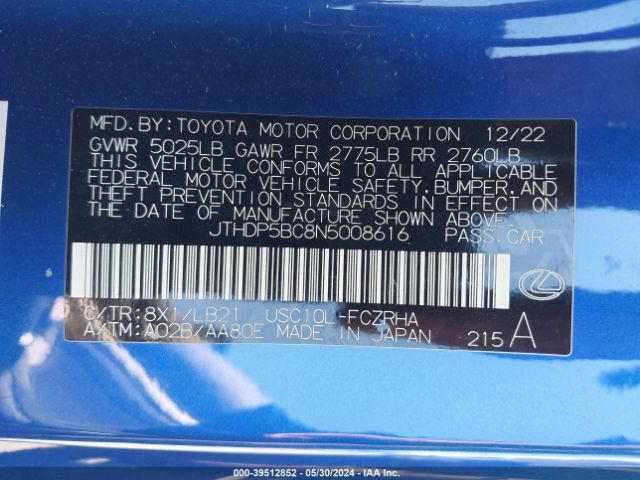 MFD.BY:TOYOTA MOTOR CORPORATION 12/22
GVWR 5025LB GAWR FR 2775LB RR 2760LB
THIS VEHICLE CONFORMS TO ALL APPLICABLE
FEDERAL MOTOR VEHICLE SAFETY,BUMPER,AND
THEFT PREVENTION STANDARDS IN EFFECT ON
THE DATE OF MANUFACTURE SHOWN ABOVE.
JTHDP5BC8N5008616 PASS.CAR
C/TR:8X1/LB21 USC10L-FCZRHA
A/TM:A02B/AA80E MADE IN JAPAN 215A
000-39512852 - 05/30/2024 - IAA Inc.